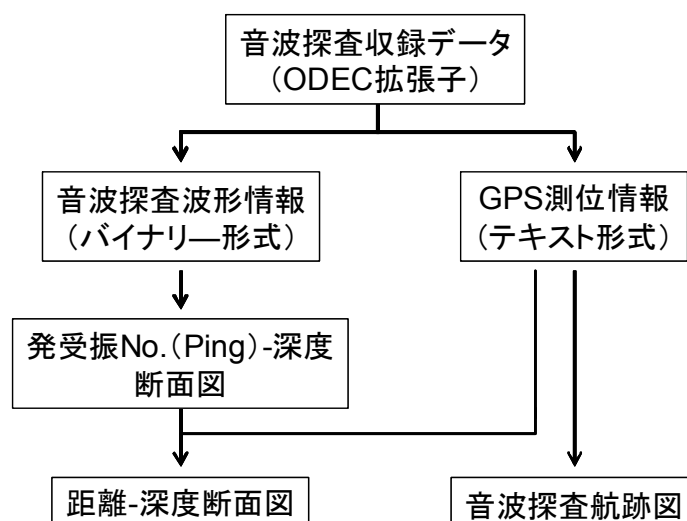 音波探査収録データ
（ODEC拡張子）
音波探査波形情報
（バイナリ―形式）
GPS測位情報
（テキスト形式）
発受振No.（Ping）-深度
断面図
距離-深度断面図
音波探査航跡図